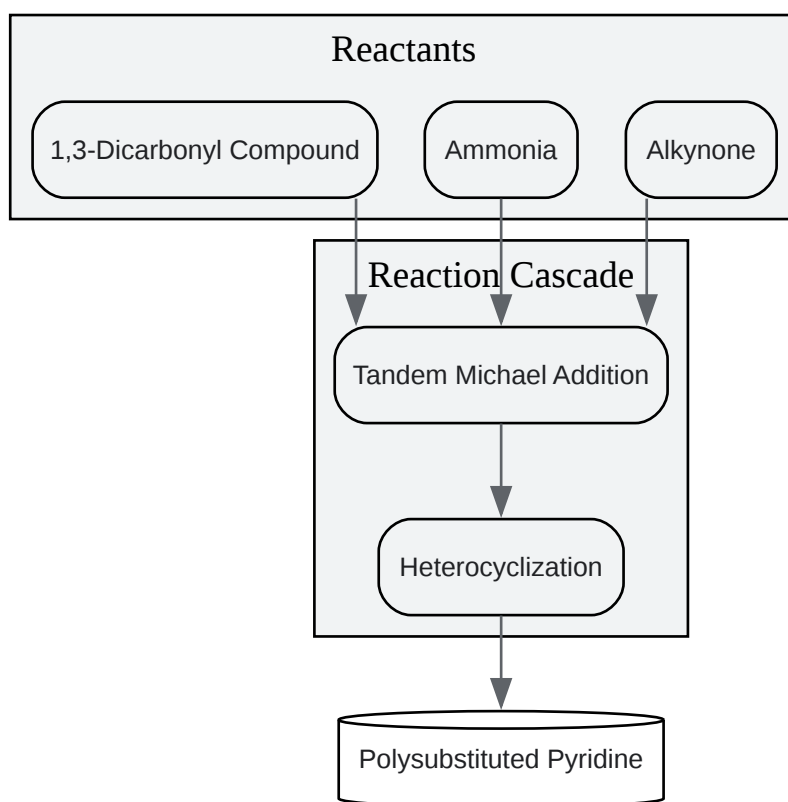 Reactants
1,3-Dicarbonyl Compound
Ammonia
Alkynone
Reaction Cascade
Tandem Michael Addition
Heterocyclization
Polysubstituted Pyridine